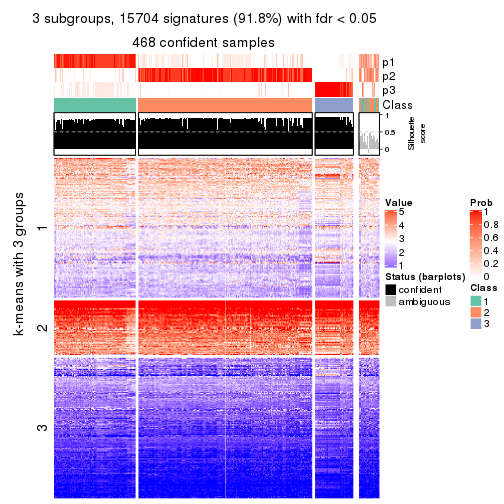 3 subgroups, 15704 signatures (91.8%) with fdr < 0.05
468 confident samples
p1
p2
p3
Class
1
0.5
0
Silhouette
score
k-means with 3 groups
1
2
3
Value
5
4
3
2
1
Status (barplots)
confident
ambiguous
Prob
1
0.8
0.6
0.4
0.2
0
Class
1
2
3